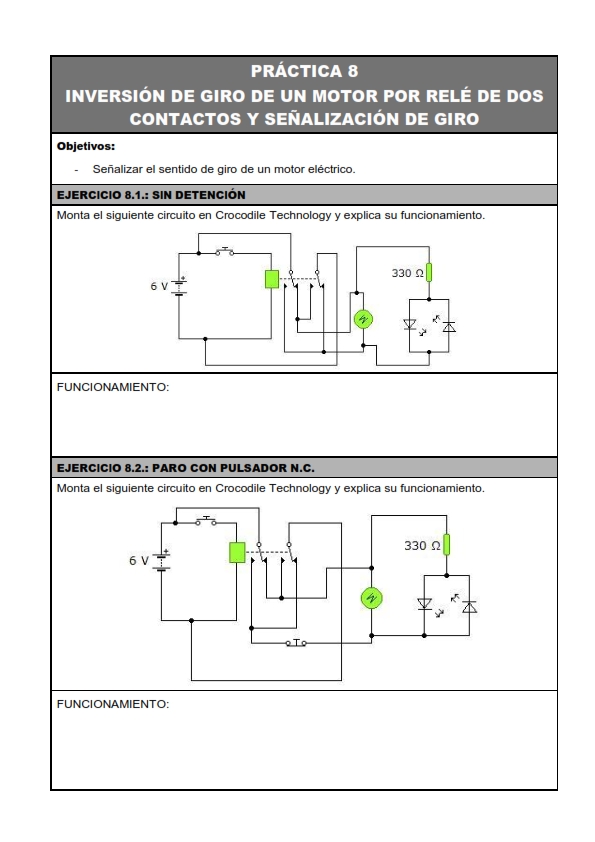 PRÁCTICA 8
INVERSIÓN DE GIRO DE UN MOTOR POR RELÉ DE DOS
CONTACTOS Y SEÑALIZACIÓN DE GIRO
Objetivos:
- Señalizar el sentido de giro de un motor eléctrico.
EJERCICIO 8.1.: SIN DETENCIÓN
Monta el siguiente circuito en Crocodile Technology y explica su funcionamiento.
330 Ω
6 V
+
FUNCIONAMIENTO:
EJERCICIO 8.2.: PARO CON PULSADOR N.C.
Monta el siguiente circuito en Crocodile Technology y explica su funcionamiento.
330 Ω
6 V
+
FUNCIONAMIENTO: